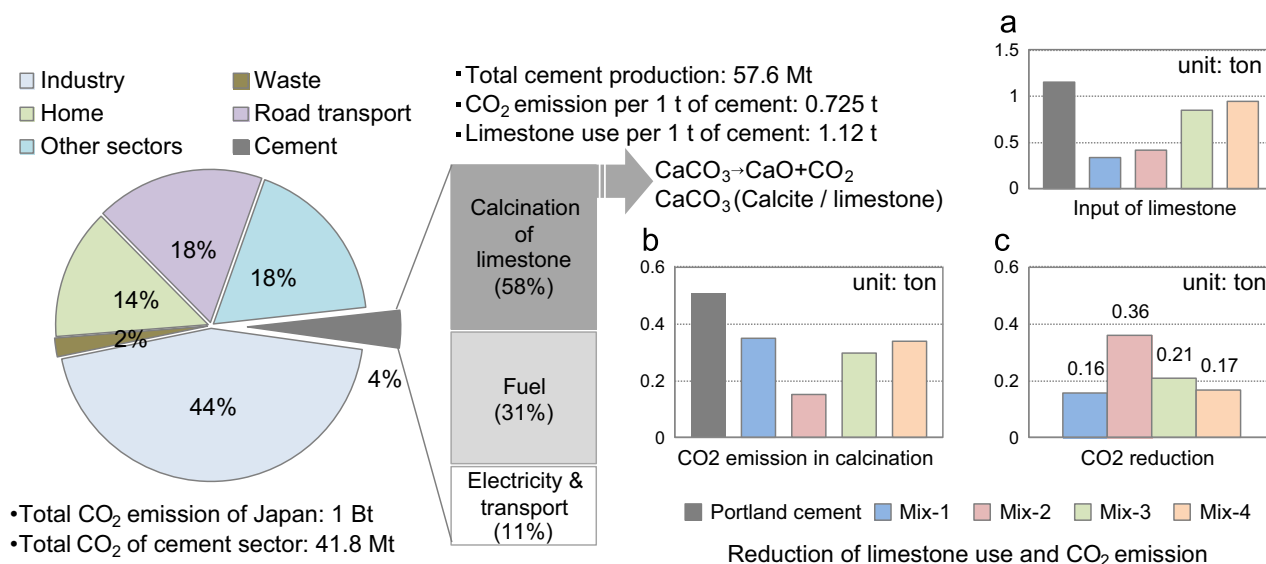 Industry
Waste
Home
Road transport
Other sectors
Cement
18%
18%
14%
2%
44%
4%
•Total CO₂ emission of Japan: 1 Bt
•Total CO₂ of cement sector: 41.8 Mt
▪Total cement production: 57.6 Mt
▪CO₂ emission per 1 t of cement: 0.725 t
▪Limestone use per 1 t of cement: 1.12 t
Calcination
of
limestone
(58%)
Fuel
(31%)
Electricity &
transport
(11%)
CaCO₃→CaO+CO₂
CaCO₃(Calcite / limestone)
a
unit: ton
1.5
1
0.5
0
Input of limestone
b
unit: ton
0.6
0.4
0.2
0
CO2 emission in calcination
c
unit: ton
0.6
0.4
0.2
0
0.16
0.36
0.21
0.17
CO2 reduction
Portland cement
Mix-1
Mix-2
Mix-3
Mix-4
Reduction of limestone use and CO₂ emission